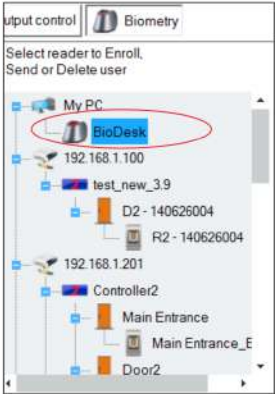 utput control
Biometry
Select reader to Enroll,
Send or Delete user
My PC
BioDesk
192.168.1.100
test_new_3.9
D2 - 140626004
R2 - 140626004
192.168.1.201
Controller2
Main Entrance
Main Entrance_E
Door2